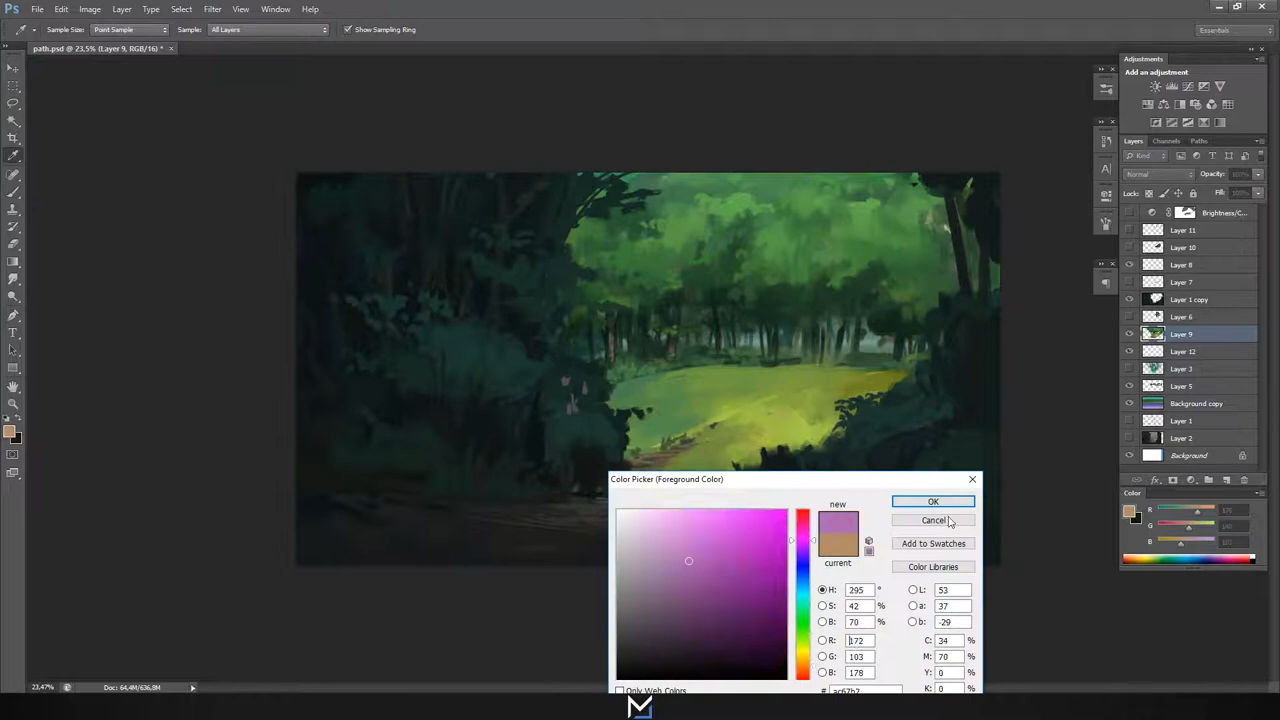 Ps File Edit Image Layer Type Select Filter View Window Help
Sample Size: Point Sample Sample: All Layers Show Sampling Ring Essentials
path.psd @ 23,5% (Layer 9, RGB/16) * ×
Adjustments
Add an adjustment
Layers Channels Paths
Kind
Normal Opacity: 100%
Lock: Fill: 100%
Brightness/C...
Layer 11
Layer 10
Layer 8
Layer 7
Layer 1 copy
Layer 6
Layer 9
Layer 12
Layer 3
Layer 5
Background copy
Layer 1
Layer 2
Background
Color
R
G
B
Color Picker (Foreground Color)
new
current
OK
Cancel
Add to Swatches
Color Libraries
H: 295 ° L: 53
S: 42 % a: 37
B: 70 % b: -29
R: 172 C: 34 %
G: 103 M: 70 %
B: 178 Y: 0 %
Only Web Colors # ac67b2 K: 0 %
23,47% Doc: 64,4M/636,8M